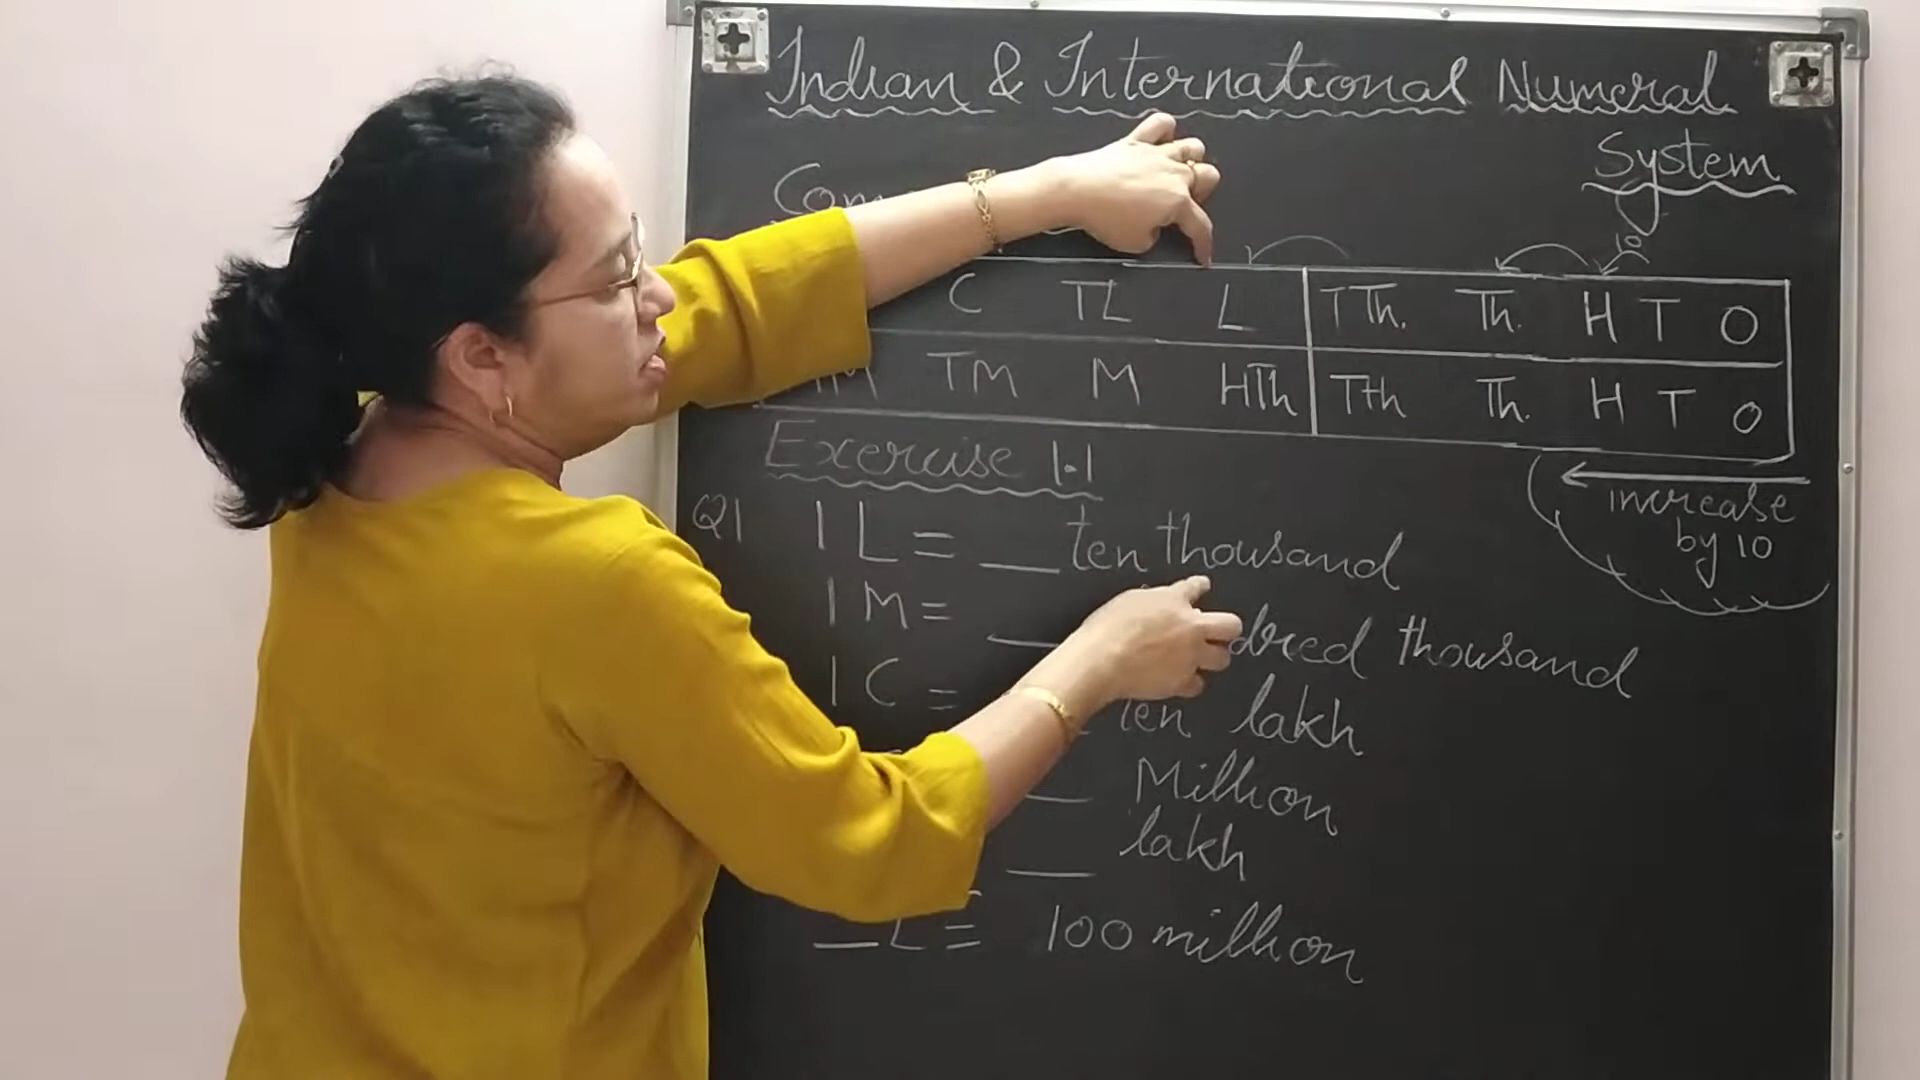 Indian & International Numeral
System
10
C TL L TTh. Th. H T O
TM M HTh Tth Th. H T O
Exercise 1.1
increase
by 10
Q1 1 L = __ ten thousand
1 M = __ thousand
1 C = ten lakh
__ Million
__ lakh
__ L = 100 million